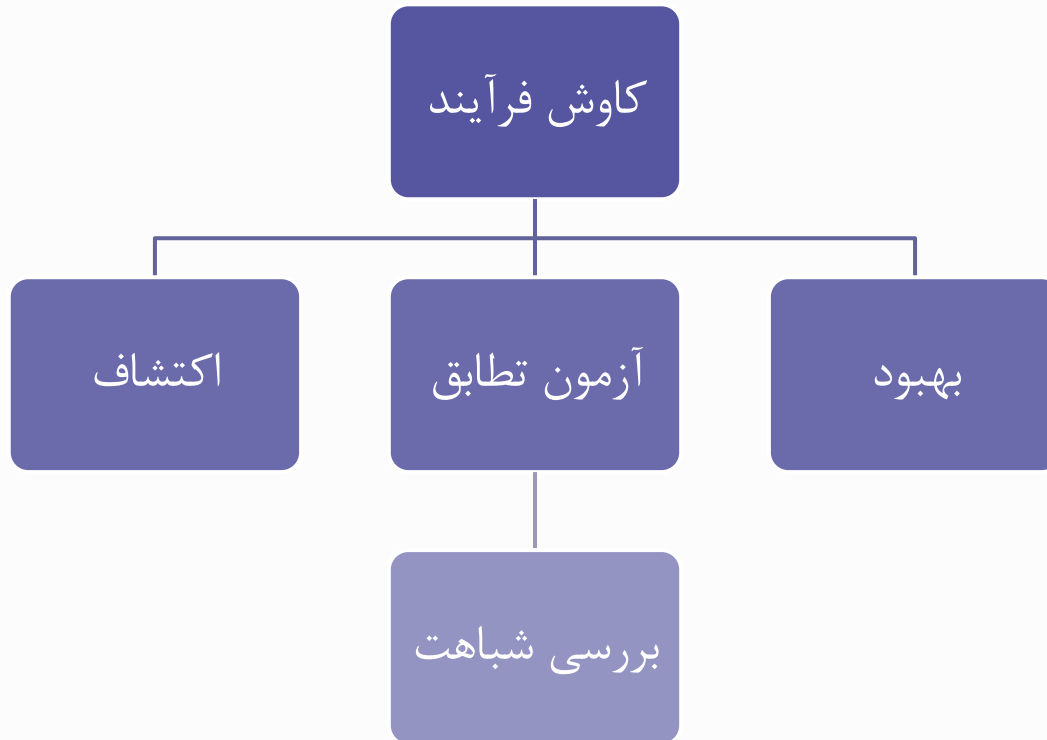 کاوش فرآیند
بهبود
آزمون تطابق
اکتشاف
بررسی شباهت